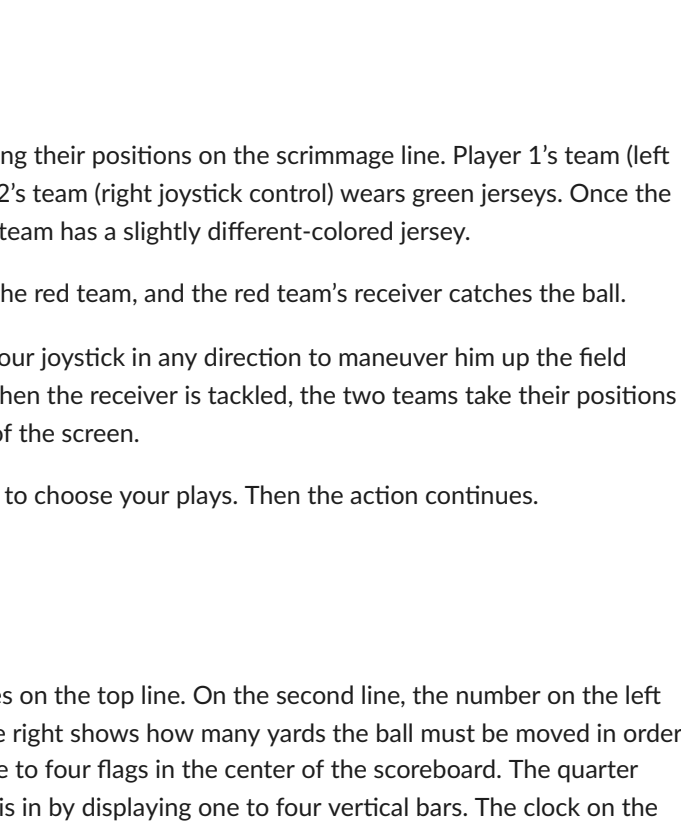 ng their positions on the scrimmage line. Player 1’s team (left
2’s team (right joystick control) wears green jerseys. Once the
team has a slightly different-colored jersey.
he red team, and the red team’s receiver catches the ball.
our joystick in any direction to maneuver him up the field
hen the receiver is tackled, the two teams take their positions
of the screen.
to choose your plays. Then the action continues.
es on the top line. On the second line, the number on the left
e right shows how many yards the ball must be moved in order
e to four flags in the center of the scoreboard. The quarter
is in by displaying one to four vertical bars. The clock on the